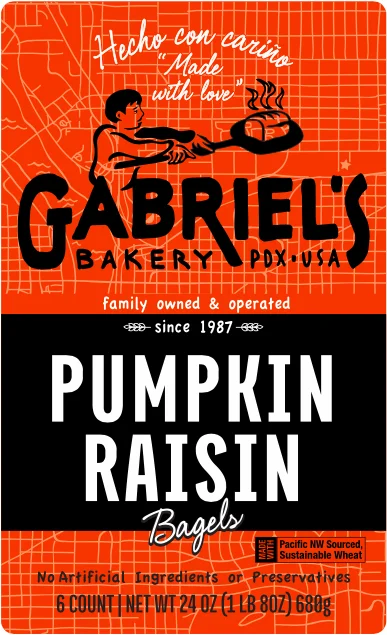 Hecho con cariño
"Made
with love"
GABRIEL'S
BAKERY PDX•USA
family owned & operated
since 1987
PUMPKIN
RAISIN
Bagels
MADE WITH
Pacific NW Sourced,
Sustainable Wheat
No Artificial Ingredients or Preservatives
6 COUNT | NET WT 24 OZ (1 LB 8OZ) 680g